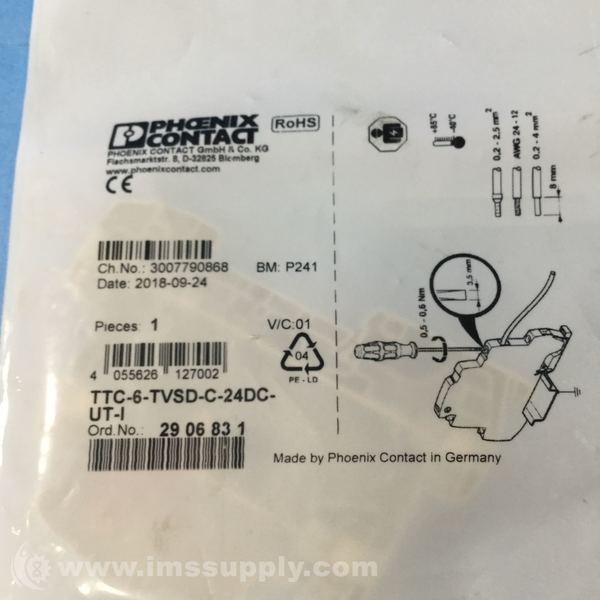 PHOENIX
CONTACT
RoHS
PHOENIX CONTACT GmbH & Co. KG
Flachsmarktstr. 8, D-32825 Blomberg
www.phoenixcontact.com
CE
Ch.No.: 3007790868
BM: P241
Date: 2018-09-24
Pieces: 1
V/C:01
4 055626 127002
04
PE-LD
TTC-6-TVSD-C-24DC-
UT-I
Ord.No.: 29 06 83 1
+85°C
-40°C
0,2 - 2,5 mm²
AWG 24 - 12
0,2 - 4 mm²
8 mm
3,5 mm
0,5 - 0,6 Nm
Made by Phoenix Contact in Germany
www.imssupply.com